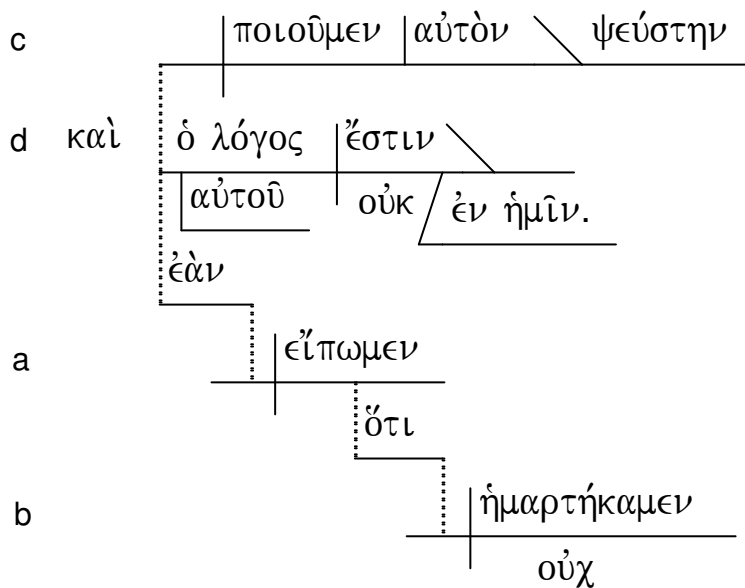 c ποιοῦμεν αὐτὸν ψεύστην
d καὶ ὁ λόγος ἔστιν
αὐτοῦ οὐκ ἐν ἡμῖν.
ἐὰν
a εἴπωμεν
ὅτι
b ἡμαρτήκαμεν
οὐχ